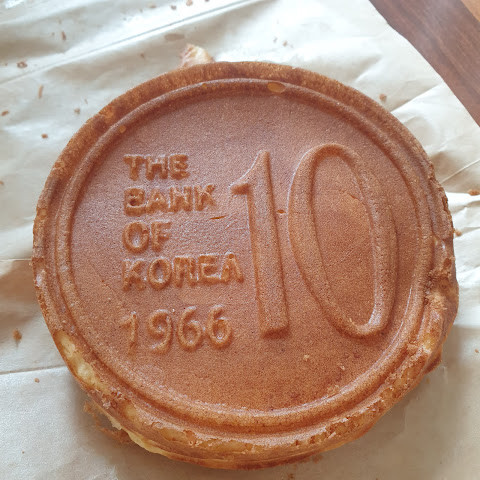 THE
BANK
OF
KOREA
1966
10